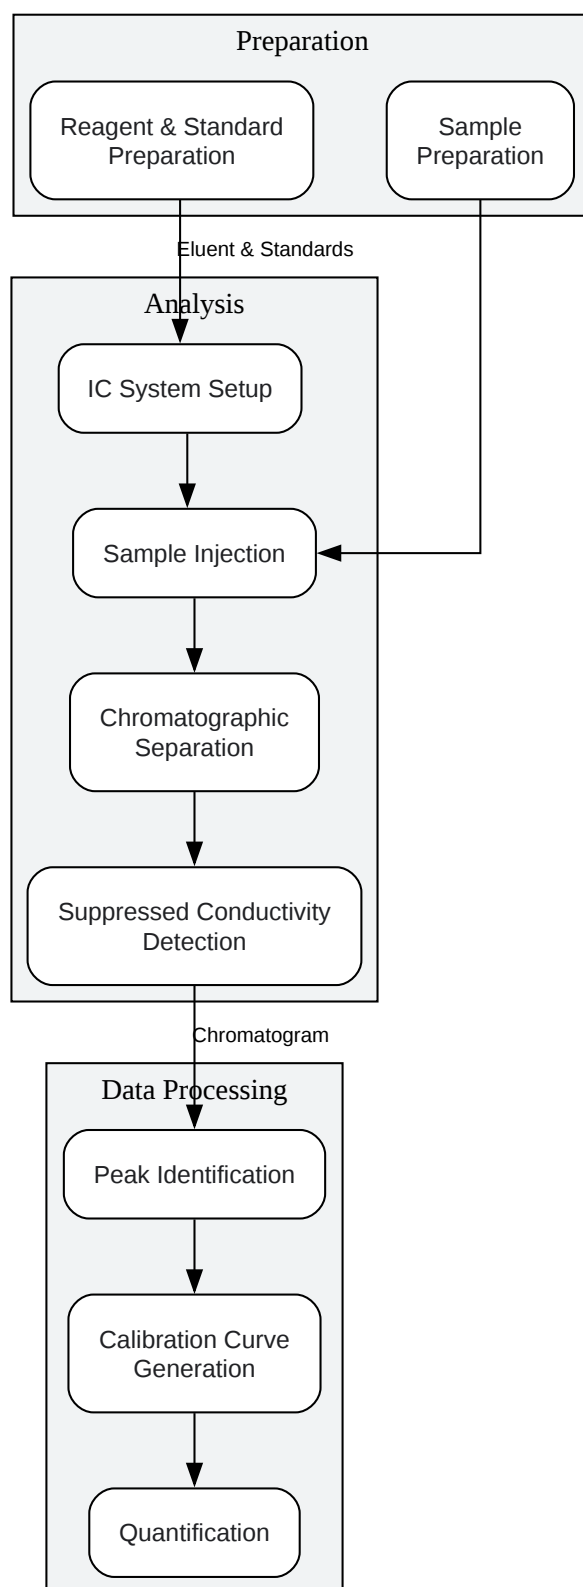 Preparation
Reagent & Standard
Preparation
Sample
Preparation
Eluent & Standards
Analysis
IC System Setup
Sample Injection
Chromatographic
Separation
Suppressed Conductivity
Detection
Chromatogram
Data Processing
Peak Identification
Calibration Curve
Generation
Quantification